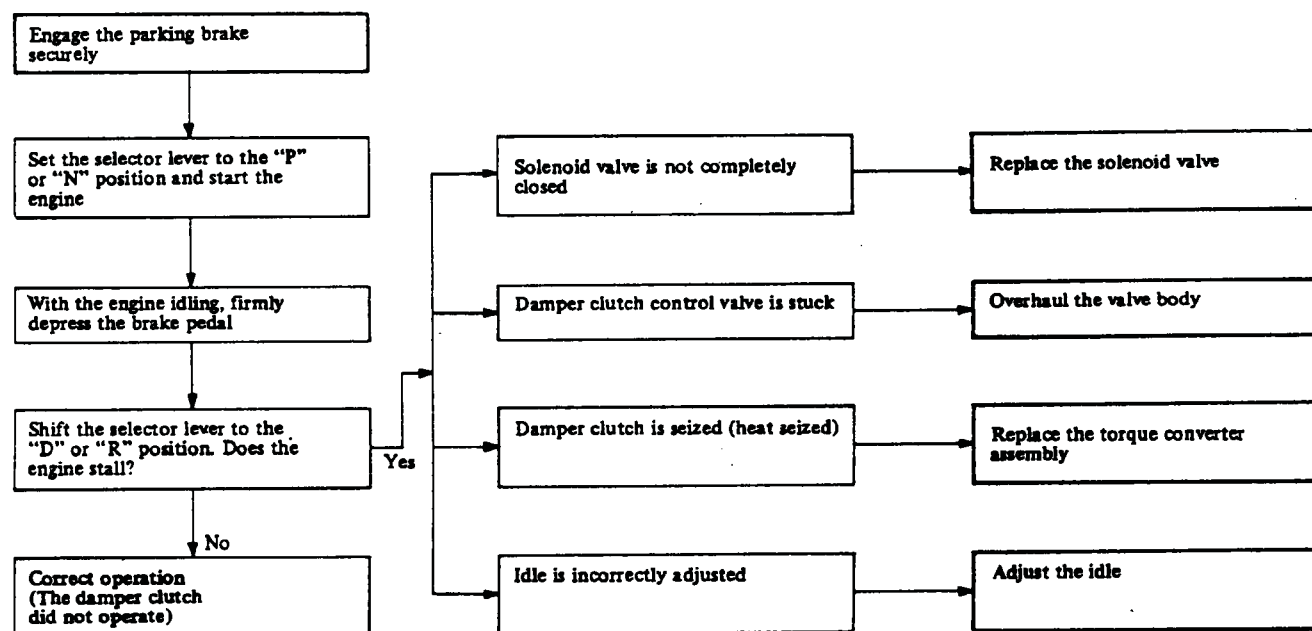 Engage the parking brake
securely
Set the selector lever to the “P”
or “N” position and start the
engine
With the engine idling, firmly
depress the brake pedal
Shift the selector lever to the
“D” or “R” position. Does the
engine stall?
Yes
No
Correct operation
(The damper clutch
did not operate)
Solenoid valve is not completely
closed
Replace the solenoid valve
Damper clutch control valve is stuck
Overhaul the valve body
Damper clutch is seized (heat seized)
Replace the torque converter
assembly
Idle is incorrectly adjusted
Adjust the idle